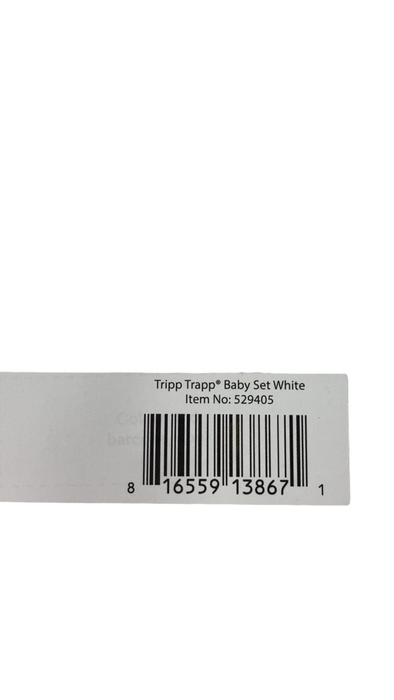 Tripp Trapp® Baby Set White
Item No: 529405
8 16559 13867 1